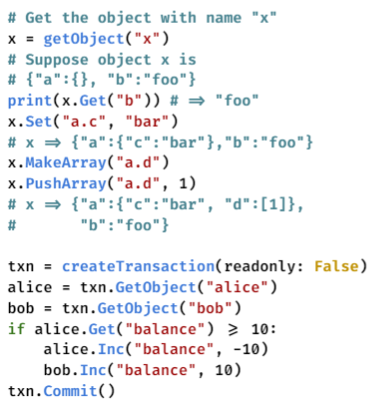 # Get the object with name "x"
x = getObject("x")
# Suppose object x is
# {"a":{}, "b":"foo"}
print(x.Get("b")) # ⇒ "foo"
x.Set("a.c", "bar")
# x ⇒ {"a":{"c":"bar"},"b":"foo"}
x.MakeArray("a.d")
x.PushArray("a.d", 1)
# x ⇒ {"a":{"c":"bar", "d":[1]},
#       "b":"foo"}

txn = createTransaction(readonly: False)
alice = txn.GetObject("alice")
bob = txn.GetObject("bob")
if alice.Get("balance") ⩾ 10:
    alice.Inc("balance", -10)
    bob.Inc("balance", 10)
txn.Commit()